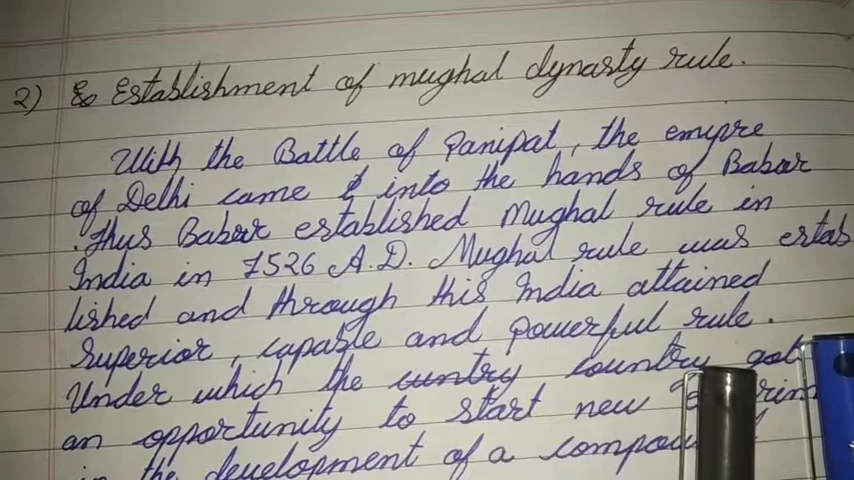 2) Establishment of mughal dynasty rule.
With the Battle of Panipat, the empire
of Delhi came into the hands of Babar
. Thus Babar established Mughal rule in
India in 1526 A.D. Mughal rule was estab
lished and through this India attained
Superior, capable and powerful rule.
Under which the cuntry country got
an opportunity to start new
in the development of a